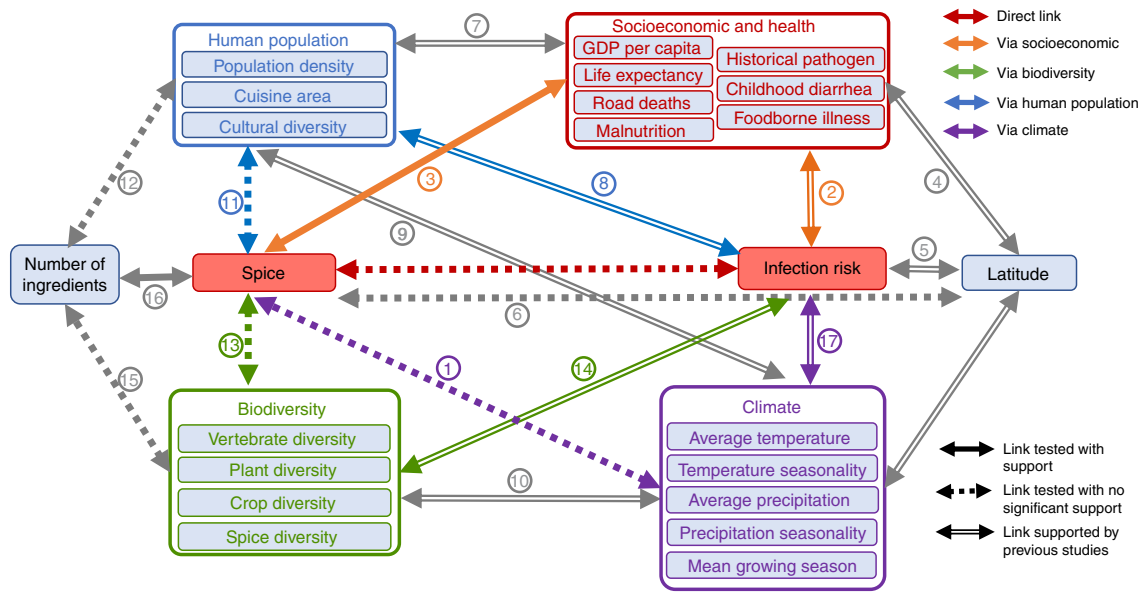 Human population
Population density
Cuisine area
Cultural diversity
7
Socioeconomic and health
GDP per capita
Life expectancy
Road deaths
Malnutrition
Historical pathogen
Childhood diarrhea
Foodborne illness
Direct link
Via socioeconomic
Via biodiversity
Via human population
Via climate
12
11
3
8
2
4
9
Number of
ingredients
16
Spice
Infection risk
5
Latitude
6
13
1
14
17
15
Biodiversity
Vertebrate diversity
Plant diversity
Crop diversity
Spice diversity
10
Climate
Average temperature
Temperature seasonality
Average precipitation
Precipitation seasonality
Mean growing season
Link tested with
support
Link tested with no
significant support
Link supported by
previous studies